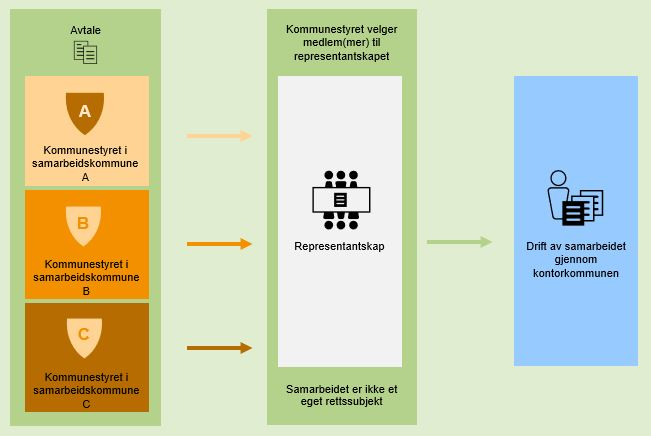 Avtale
A
Kommunestyret i
samarbeidskommune
A
B
Kommunestyret i
samarbeidskommune
B
C
Kommunestyret i
samarbeidskommune
C
Kommunestyret velger
medlem(mer) til
representantskapet
Representantskap
Samarbeidet er ikke et
eget rettssubjekt
Drift av samarbeidet
gjennom
kontorkommunen